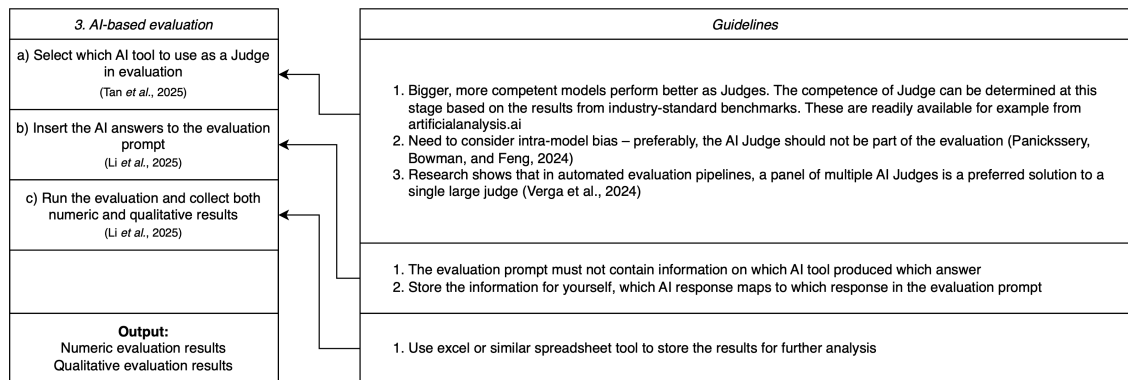 3. AI-based evaluation
a) Select which AI tool to use as a Judge
in evaluation
(Tan et al., 2025)
b) Insert the AI answers to the evaluation
prompt
(Li et al., 2025)
c) Run the evaluation and collect both
numeric and qualitative results
(Li et al., 2025)
Output:
Numeric evaluation results
Qualitative evaluation results
Guidelines
1. Bigger, more competent models perform better as Judges. The competence of Judge can be determined at this
stage based on the results from industry-standard benchmarks. These are readily available for example from
artificialanalysis.ai
2. Need to consider intra-model bias – preferably, the AI Judge should not be part of the evaluation (Panickssery,
Bowman, and Feng, 2024)
3. Research shows that in automated evaluation pipelines, a panel of multiple AI Judges is a preferred solution to a
single large judge (Verga et al., 2024)
1. The evaluation prompt must not contain information on which AI tool produced which answer
2. Store the information for yourself, which AI response maps to which response in the evaluation prompt
1. Use excel or similar spreadsheet tool to store the results for further analysis